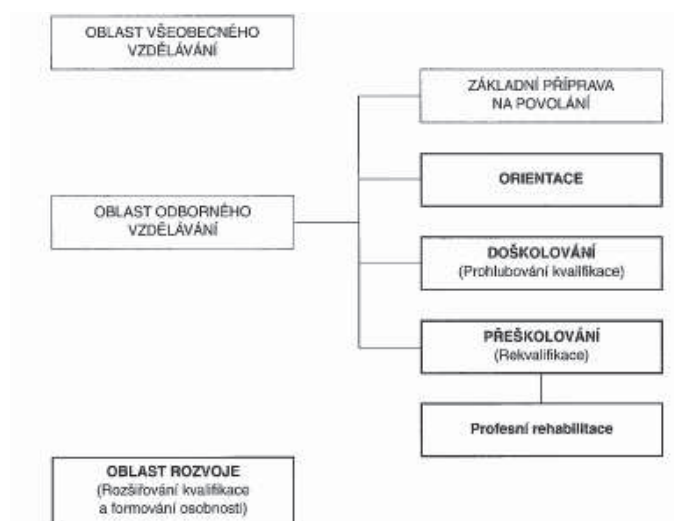 OBLAST VŠEOBECNÉHO
VZDĚLÁVÁNÍ
ZÁKLADNÍ PŘÍPRAVA
NA POVOLÁNÍ
ORIENTACE
OBLAST ODBORNÉHO
VZDĚLÁVÁNÍ
DOŠKOLOVÁNÍ
(Prohlubování kvalifikace)
PŘEŠKOLOVÁNÍ
(Rekvalifikace)
Profesní rehabilitace
OBLAST ROZVOJE
(Rozšiřování kvalifikace
a formování osobnosti)